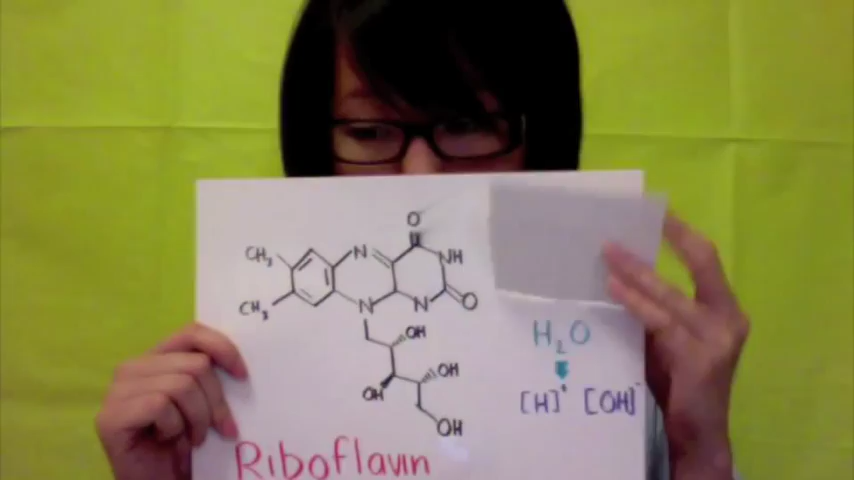 O
CH₃ N NH
CH₃ N N O
OH
OH OH
OH
Riboflavin
H₂O
[H]⁺ [OH]⁻